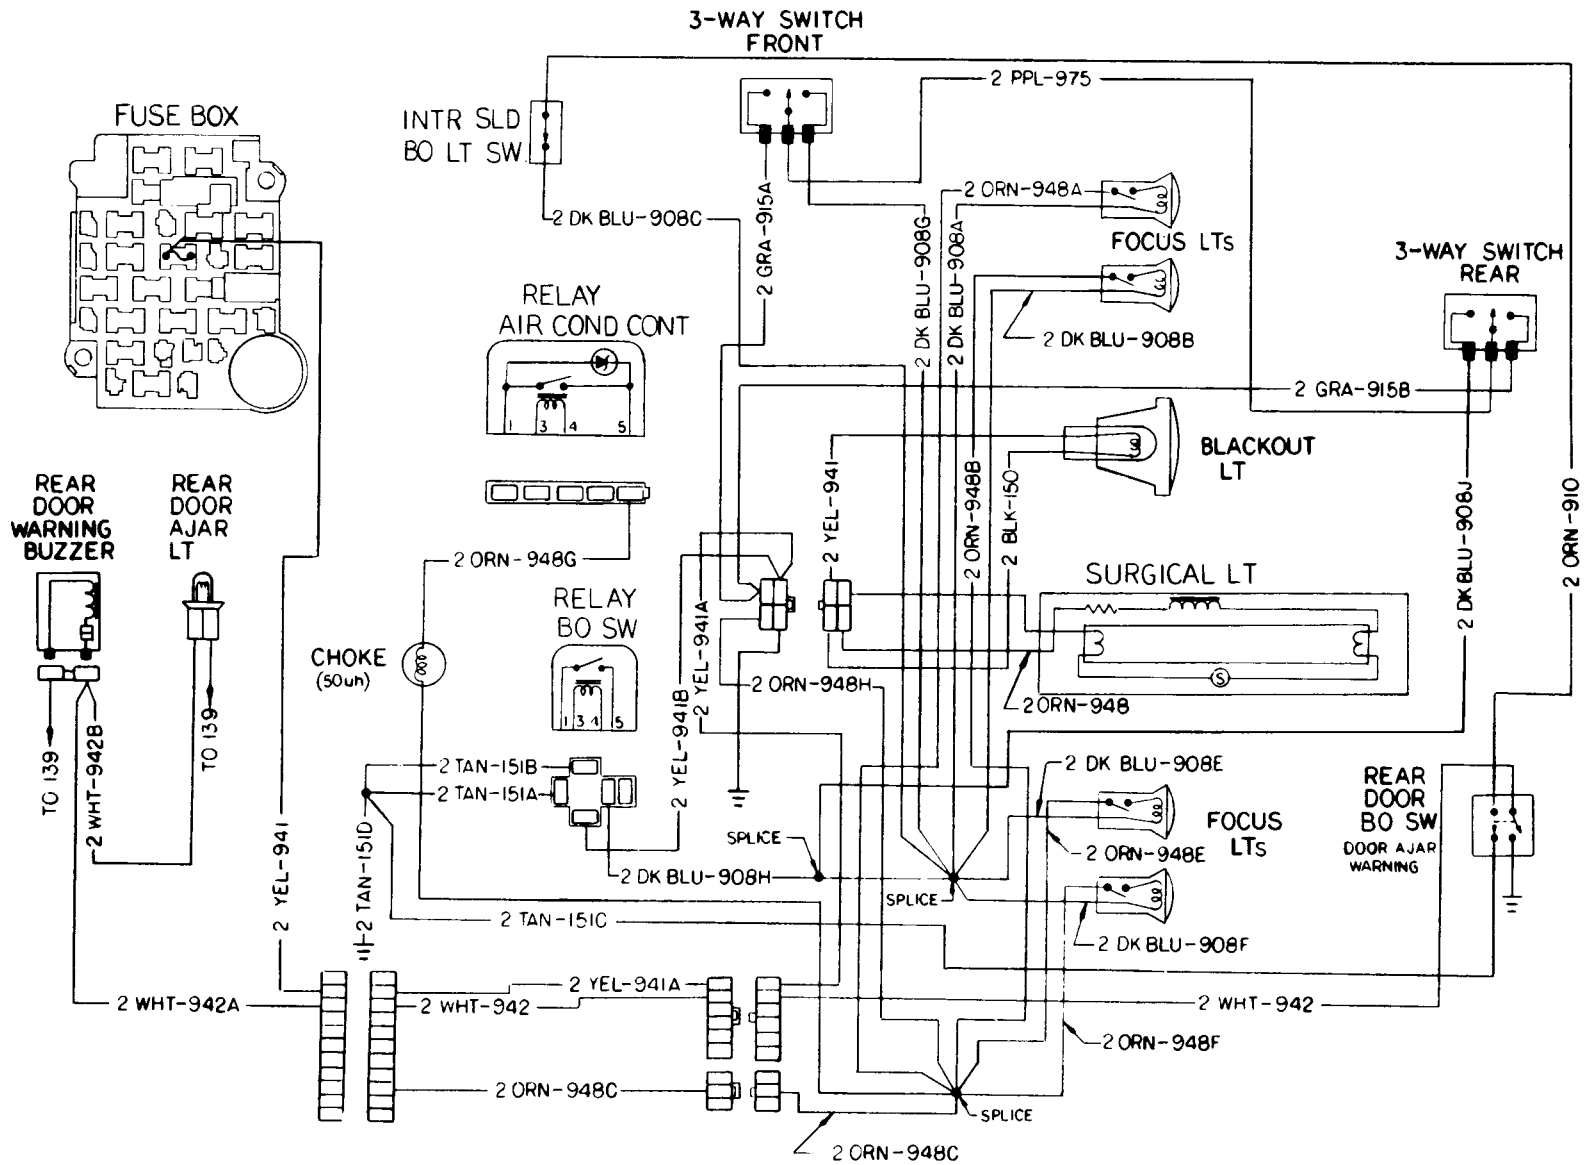 3-WAY SWITCH
FRONT
2 PPL-975
FUSE BOX
INTR SLD
BO LT SW
2 GRA-915A
2 DK BLU-908C
2 DK BLU-908G
2 DK BLU-908A
2 ORN-948A
FOCUS LTS
3-WAY SWITCH
REAR
RELAY
AIR COND CONT
1 3 4 5
2 DK BLU-908B
2 GRA-915B
BLACKOUT
LT
REAR
DOOR
WARNING
BUZZER
REAR
DOOR
AJAR
LT
2 YEL-941
2 ORN-948B
2 BLK-150
2 DK BLU-908J
2 ORN-910
2 ORN-948G
RELAY
BO SW
1 3 4 5
2 YEL-941A
SURGICAL LT
S
CHOKE
(50uh)
2 ORN-948H
2 ORN-948
2 YEL-941B
TO 139
2 WHT-942B
TO 139
2 TAN-151B
2 TAN-151A
2 DK BLU-908E
REAR
DOOR
BO SW
DOOR AJAR
WARNING
FOCUS
LTS
2 YEL-941
2 TAN-151D
SPLICE
2 ORN-948E
2 DK BLU-908H
SPLICE
2 TAN-151C
2 DK BLU-908F
2 YEL-941A
2 WHT-942A
2 WHT-942
2 WHT-942
2 ORN-948F
2 ORN-948C
SPLICE
2 ORN-948C